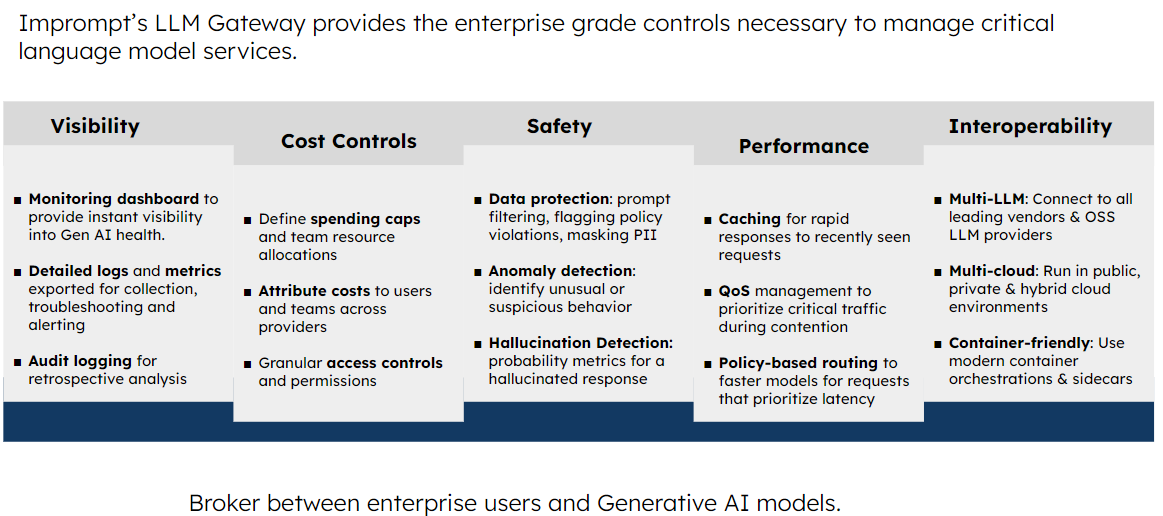 Imprompt’s LLM Gateway provides the enterprise grade controls necessary to manage critical
language model services.
Visibility
■ Monitoring dashboard to
provide instant visibility
into Gen AI health.
■ Detailed logs and metrics
exported for collection,
troubleshooting and
alerting
■ Audit logging for
retrospective analysis
Cost Controls
■ Define spending caps
and team resource
allocations
■ Attribute costs to users
and teams across
providers
■ Granular access controls
and permissions
Safety
■ Data protection: prompt
filtering, flagging policy
violations, masking PII
■ Anomaly detection:
identify unusual or
suspicious behavior
■ Hallucination Detection:
probability metrics for a
hallucinated response
Performance
■ Caching for rapid
responses to recently seen
requests
■ QoS management to
prioritize critical traffic
during contention
■ Policy-based routing to
faster models for requests
that prioritize latency
Interoperability
■ Multi-LLM: Connect to all
leading vendors & OSS
LLM providers
■ Multi-cloud: Run in public,
private & hybrid cloud
environments
■ Container-friendly: Use
modern container
orchestrations & sidecars
Broker between enterprise users and Generative AI models.